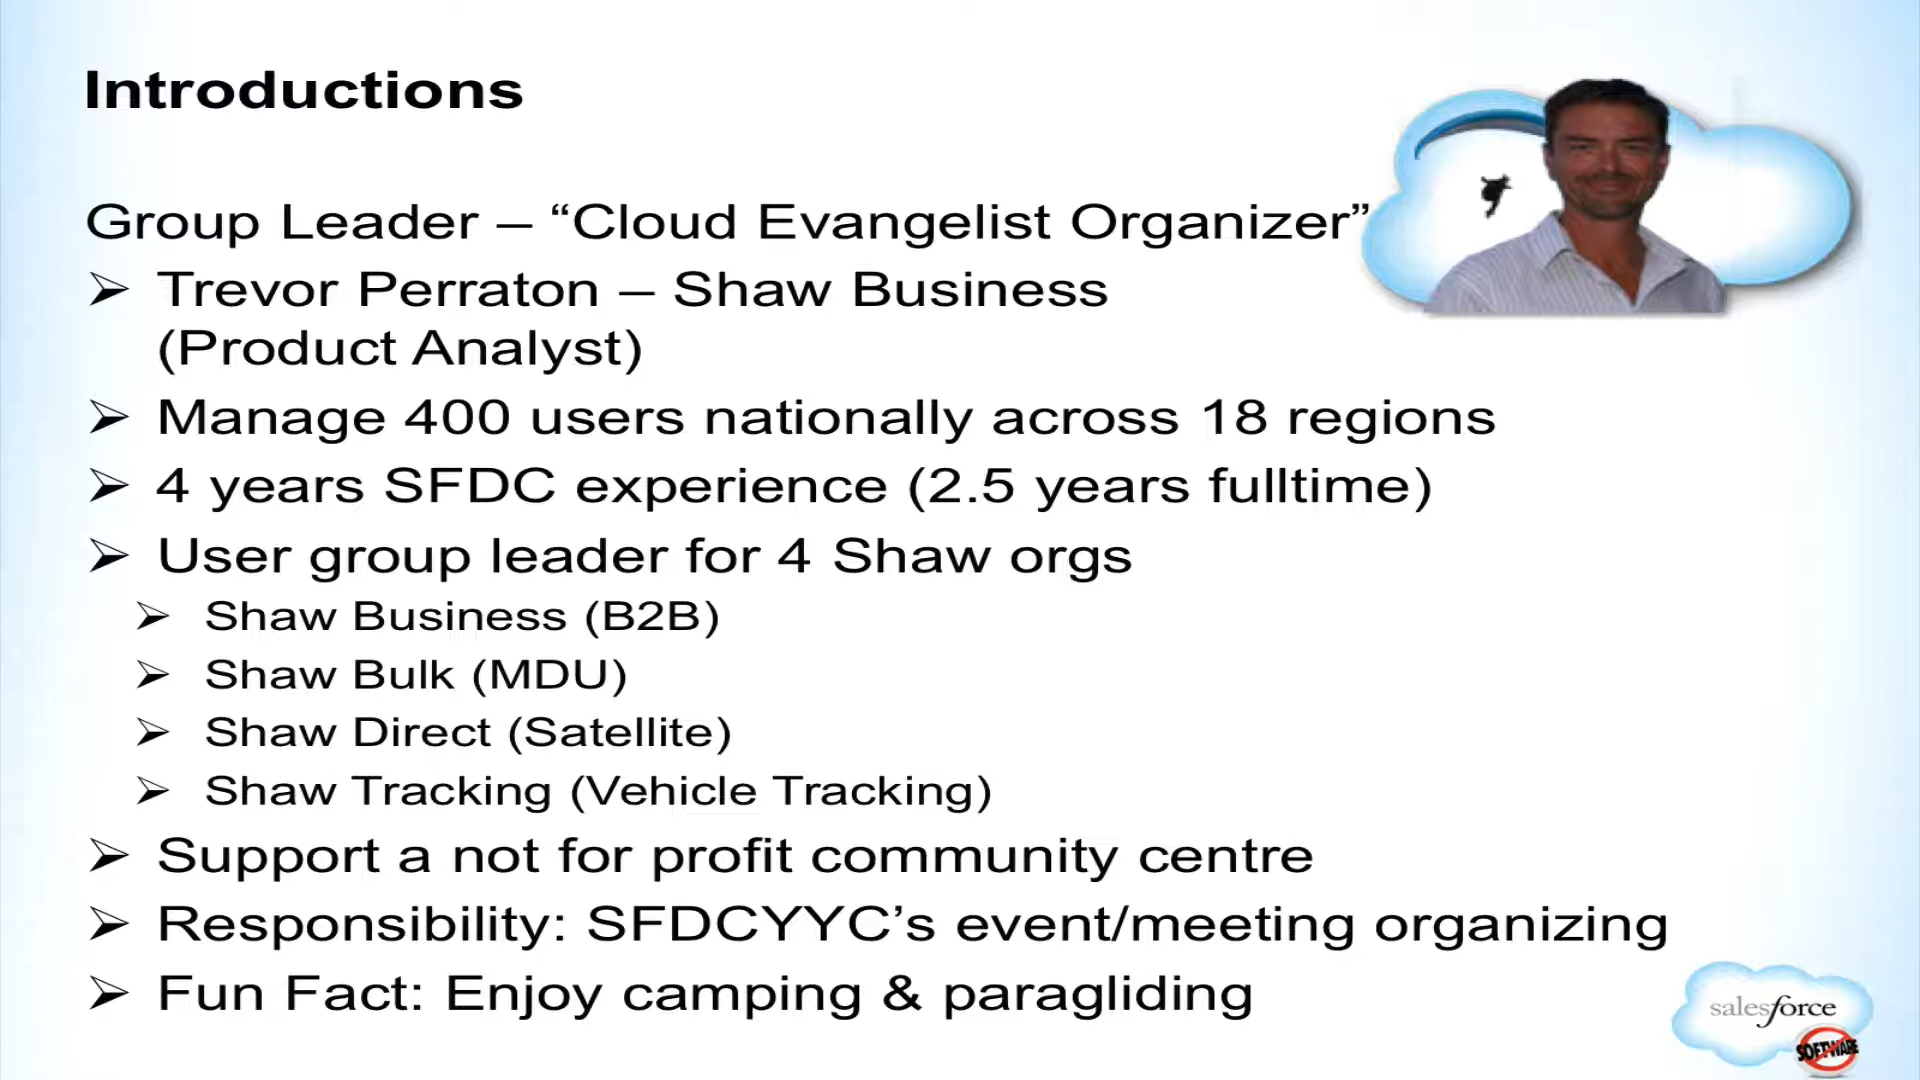 Introductions
Group Leader – “Cloud Evangelist Organizer”
➢ Trevor Perraton – Shaw Business
(Product Analyst)
➢ Manage 400 users nationally across 18 regions
➢ 4 years SFDC experience (2.5 years fulltime)
➢ User group leader for 4 Shaw orgs
➢ Shaw Business (B2B)
➢ Shaw Bulk (MDU)
➢ Shaw Direct (Satellite)
➢ Shaw Tracking (Vehicle Tracking)
➢ Support a not for profit community centre
➢ Responsibility: SFDCYYC’s event/meeting organizing
➢ Fun Fact: Enjoy camping & paragliding
salesforce
SOFTWARE